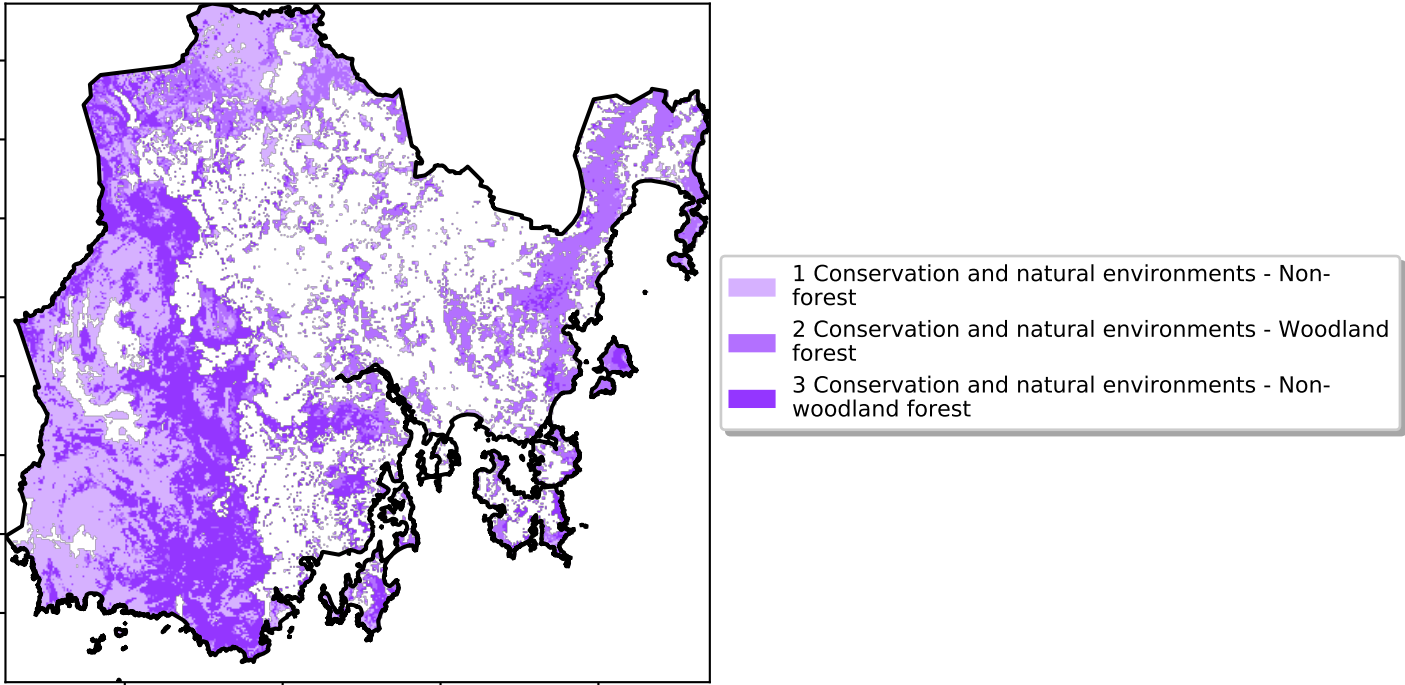 1 Conservation and natural environments - Non-
forest
2 Conservation and natural environments - Woodland
forest
3 Conservation and natural environments - Non-
woodland forest